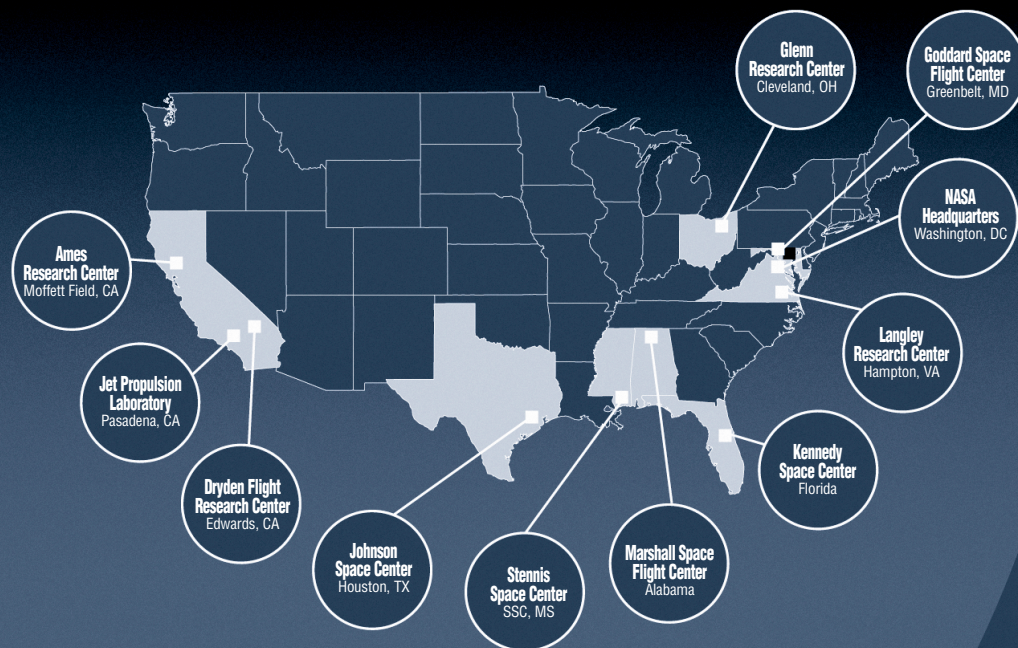 Glenn
Research Center
Cleveland, OH
Goddard Space
Flight Center
Greenbelt, MD
NASA
Headquarters
Washington, DC
Ames
Research Center
Moffett Field, CA
Langley
Research Center
Hampton, VA
Jet Propulsion
Laboratory
Pasadena, CA
Kennedy
Space Center
Florida
Dryden Flight
Research Center
Edwards, CA
Johnson
Space Center
Houston, TX
Stennis
Space Center
SSC, MS
Marshall Space
Flight Center
Alabama